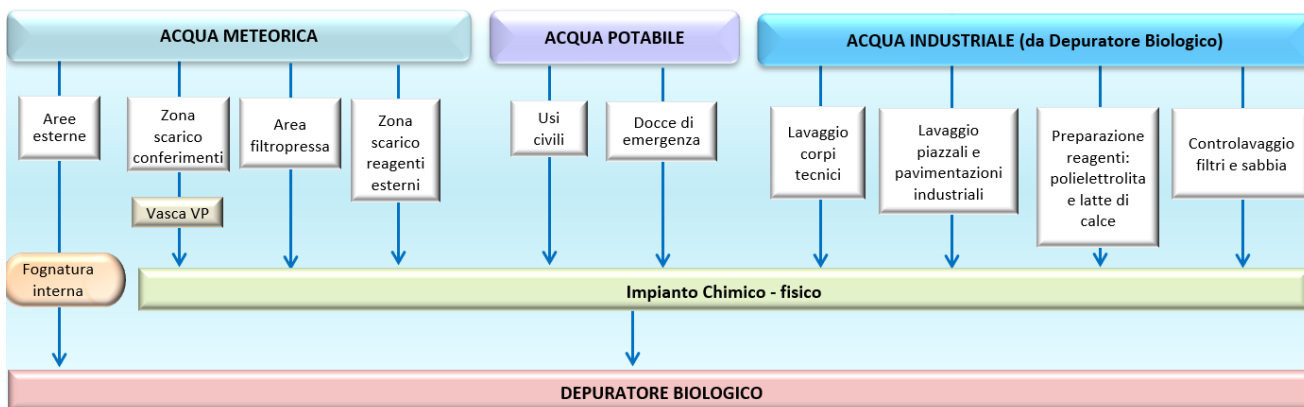 ACQUA METEORICA
ACQUA POTABILE
ACQUA INDUSTRIALE (da Depuratore Biologico)
Aree
esterne
Zona
scarico
conferimenti
Area
filtropressa
Zona
scarico
reagenti
esterni
Usi
civili
Docce di
emergenza
Lavaggio
corpi
tecnici
Lavaggio
piazzali e
pavimentazioni
industriali
Preparazione
reagenti:
polielettrolita
e latte di
calce
Controlavaggio
filtri e sabbia
Vasca VP
Fognatura
interna
Impianto Chimico - fisico
DEPURATORE BIOLOGICO